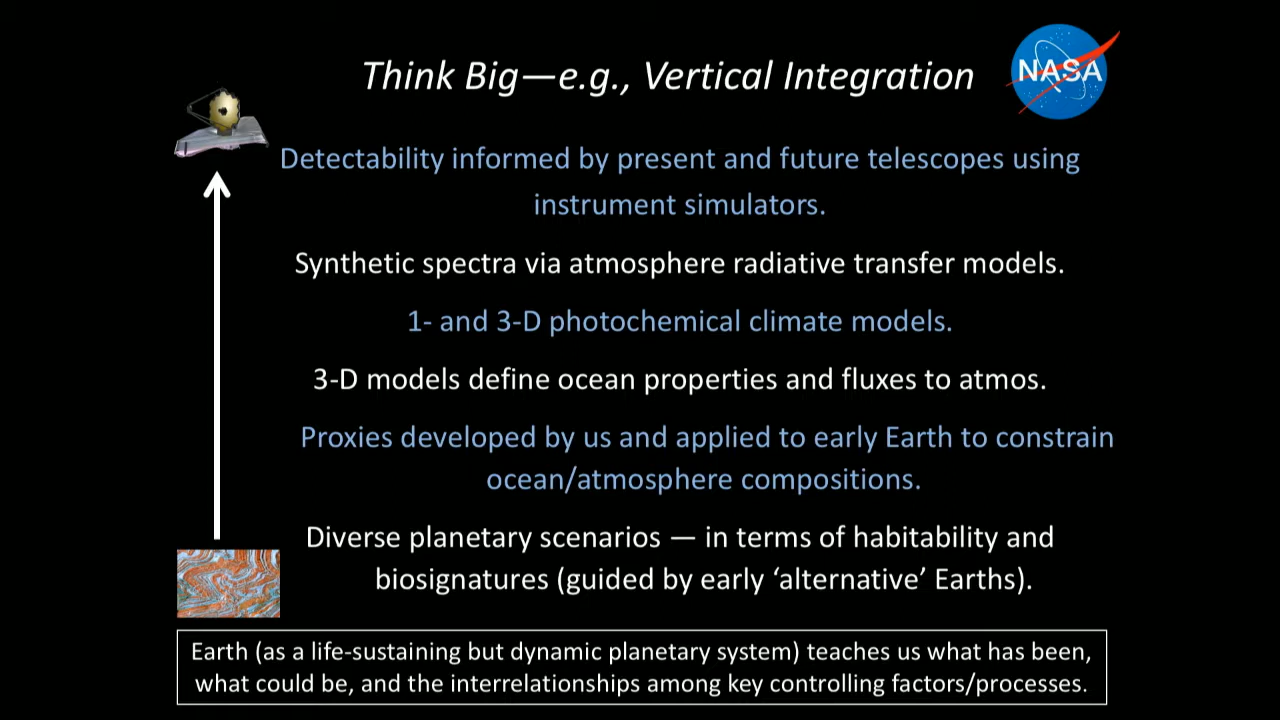 Think Big—e.g., Vertical Integration
NASA
Detectability informed by present and future telescopes using
instrument simulators.
Synthetic spectra via atmosphere radiative transfer models.
1- and 3-D photochemical climate models.
3-D models define ocean properties and fluxes to atmos.
Proxies developed by us and applied to early Earth to constrain
ocean/atmosphere compositions.
Diverse planetary scenarios — in terms of habitability and
biosignatures (guided by early ‘alternative’ Earths).
Earth (as a life-sustaining but dynamic planetary system) teaches us what has been,
what could be, and the interrelationships among key controlling factors/processes.